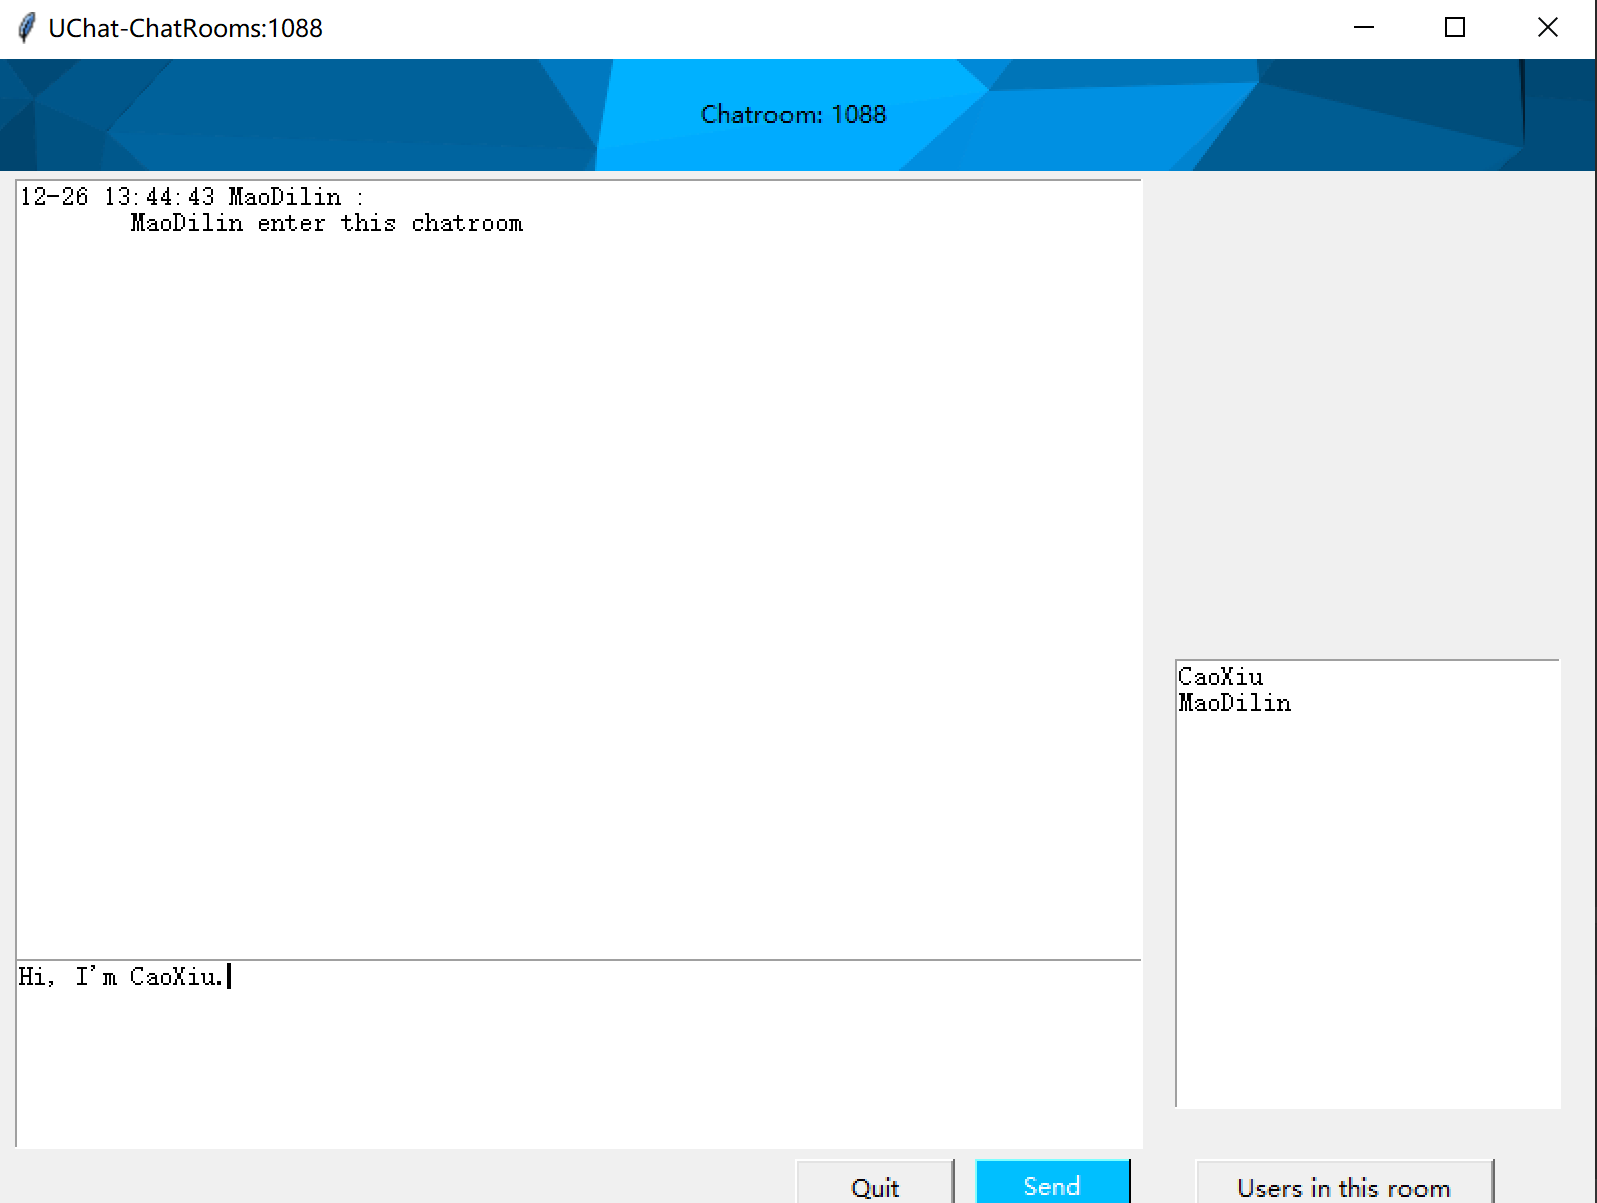 UChat-ChatRooms:1088
Chatroom: 1088
12-26 13:44:43 MaoDilin :
MaoDilin enter this chatroom
CaoXiu
MaoDilin
Hi, I'm CaoXiu.
Quit
Send
Users in this room